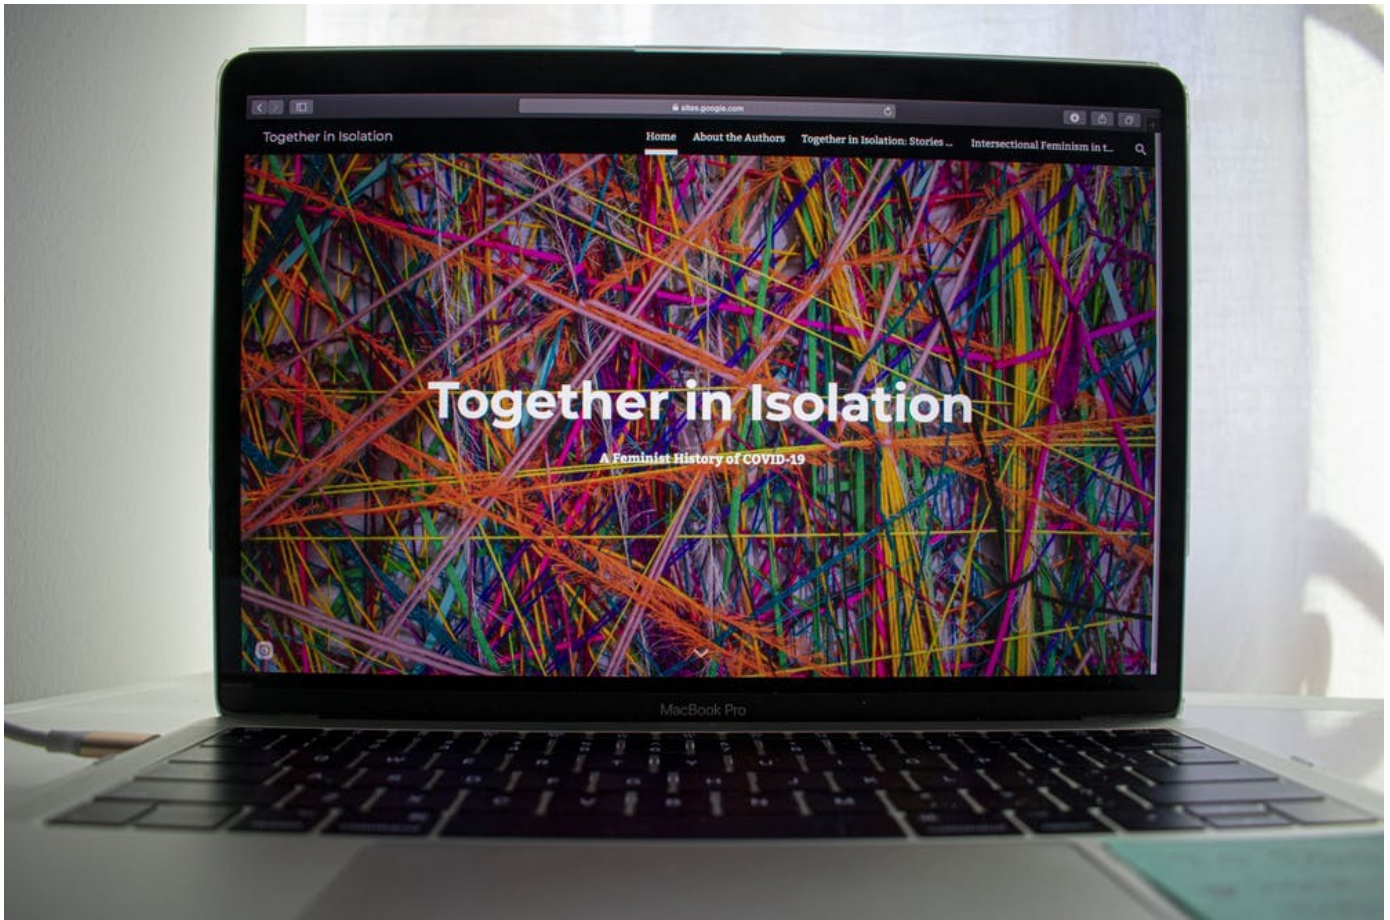 sites.google.com
Together in Isolation
Home About the Authors Together in Isolation: Stories ... Intersectional Feminism in t...
Together in Isolation
A Feminist History of COVID-19
MacBook Pro